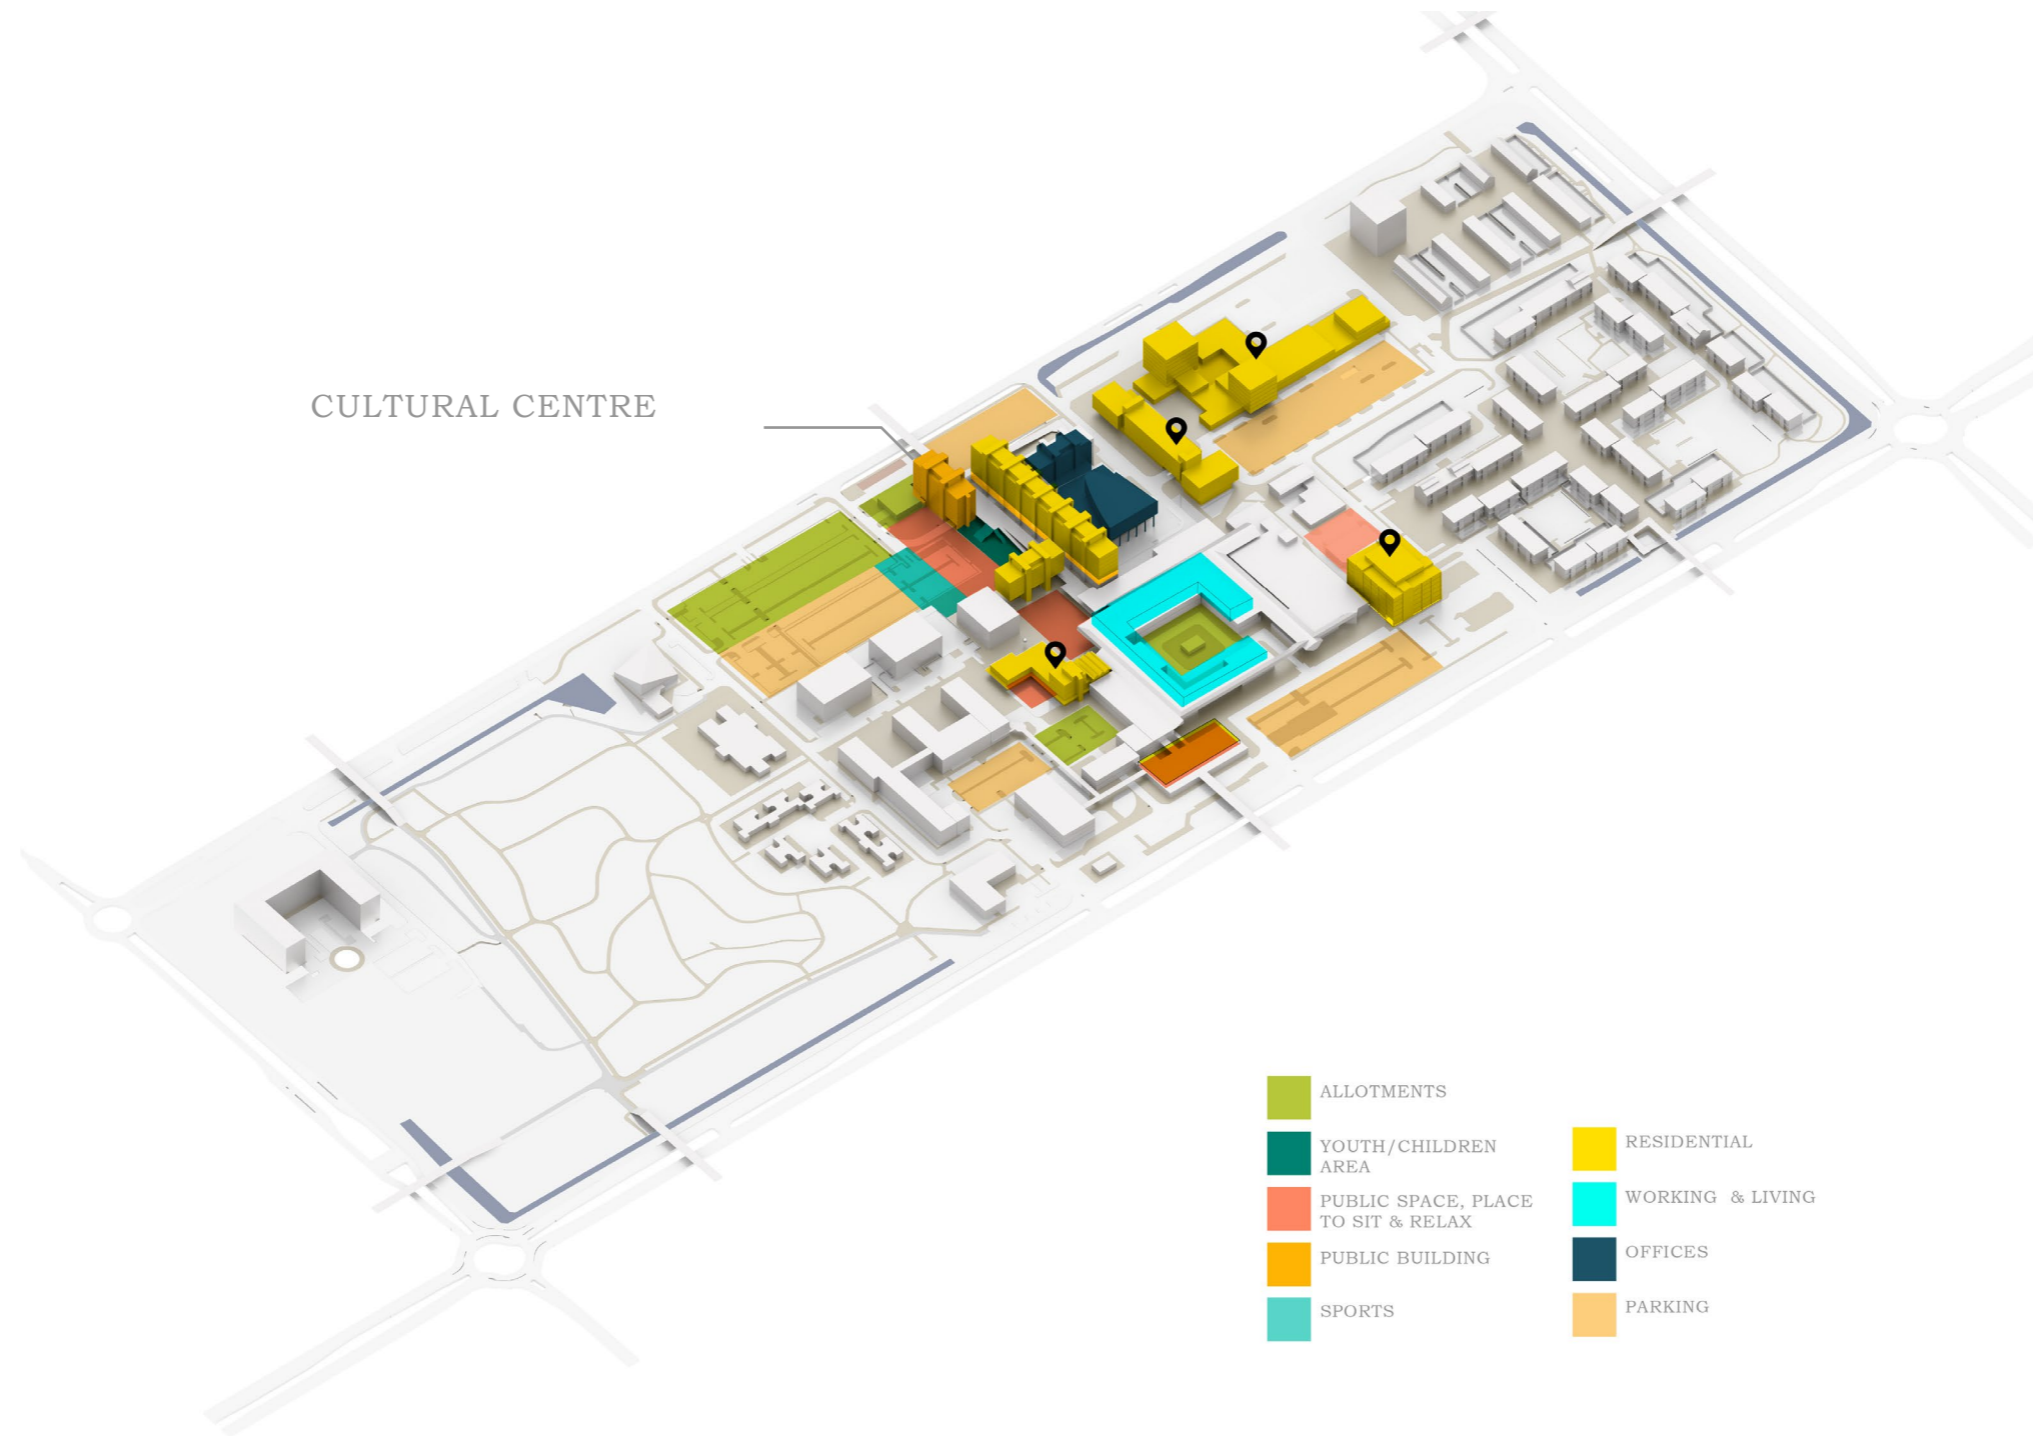 CULTURAL CENTRE
ALLOTMENTS
YOUTH/CHILDREN
AREA
PUBLIC SPACE, PLACE
TO SIT & RELAX
PUBLIC BUILDING
SPORTS
RESIDENTIAL
WORKING & LIVING
OFFICES
PARKING